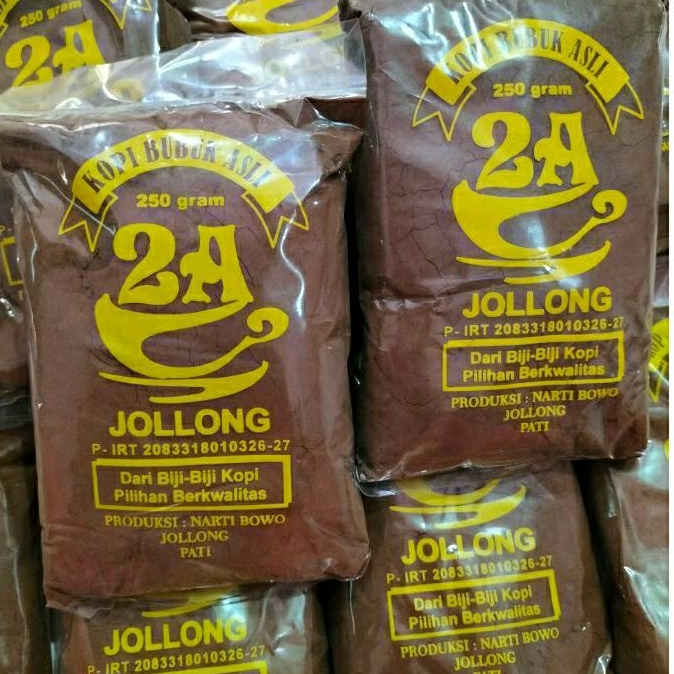 250 gram
2A
KOPI BUBUK ASLI
250 gram
2A
JOLLONG
P- IRT 2083318010326-27
Dari Biji-Biji Kopi
Pilihan Berkwalitas
PRODUKSI : NARTI BOWO
JOLLONG
PATI
KOPI BUBUK ASLI
250 gram
2A
JOLLONG
P- IRT 2083318010326-27
Dari Biji-Biji Kopi
Pilihan Berkwalitas
PRODUKSI : NARTI BOWO
JOLLONG
PATI
JOLLONG
P- IRT 2083318010326-27
JOLLONG
P- IRT 2083318010326-27
Dari Biji-Biji Kopi
Pilihan Berkwalitas
PRODUKSI : NARTI BOWO
JOLLONG
PATI